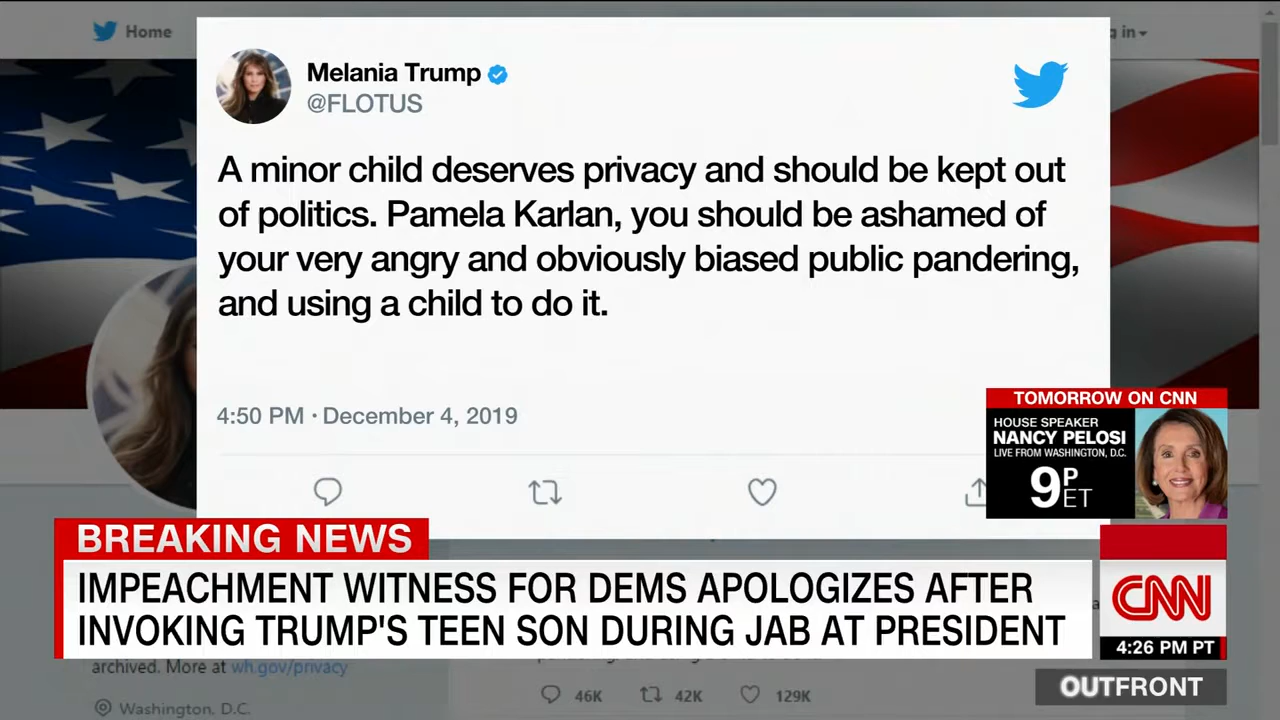 Home
Melania Trump
@FLOTUS
A minor child deserves privacy and should be kept out
of politics. Pamela Karlan, you should be ashamed of
your very angry and obviously biased public pandering,
and using a child to do it.
4:50 PM · December 4, 2019
TOMORROW ON CNN
HOUSE SPEAKER
NANCY PELOSI
LIVE FROM WASHINGTON, D.C.
9P ET
BREAKING NEWS
IMPEACHMENT WITNESS FOR DEMS APOLOGIZES AFTER
INVOKING TRUMP'S TEEN SON DURING JAB AT PRESIDENT
CNN
4:26 PM PT
OUTFRONT
archived. More at wh.gov/privacy
46K 42K 129K
Washington, D.C.